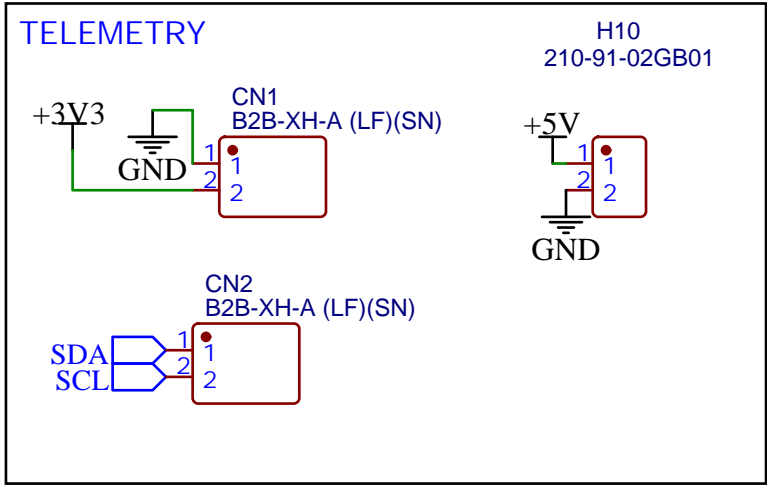 TELEMETRY
H10
210-91-02GB01
CN1
B2B-XH-A (LF)(SN)
+3V3
GND
1
1
2
2
+5V
1
1
2
2
GND
CN2
B2B-XH-A (LF)(SN)
SDA
1
1
SCL
2
2